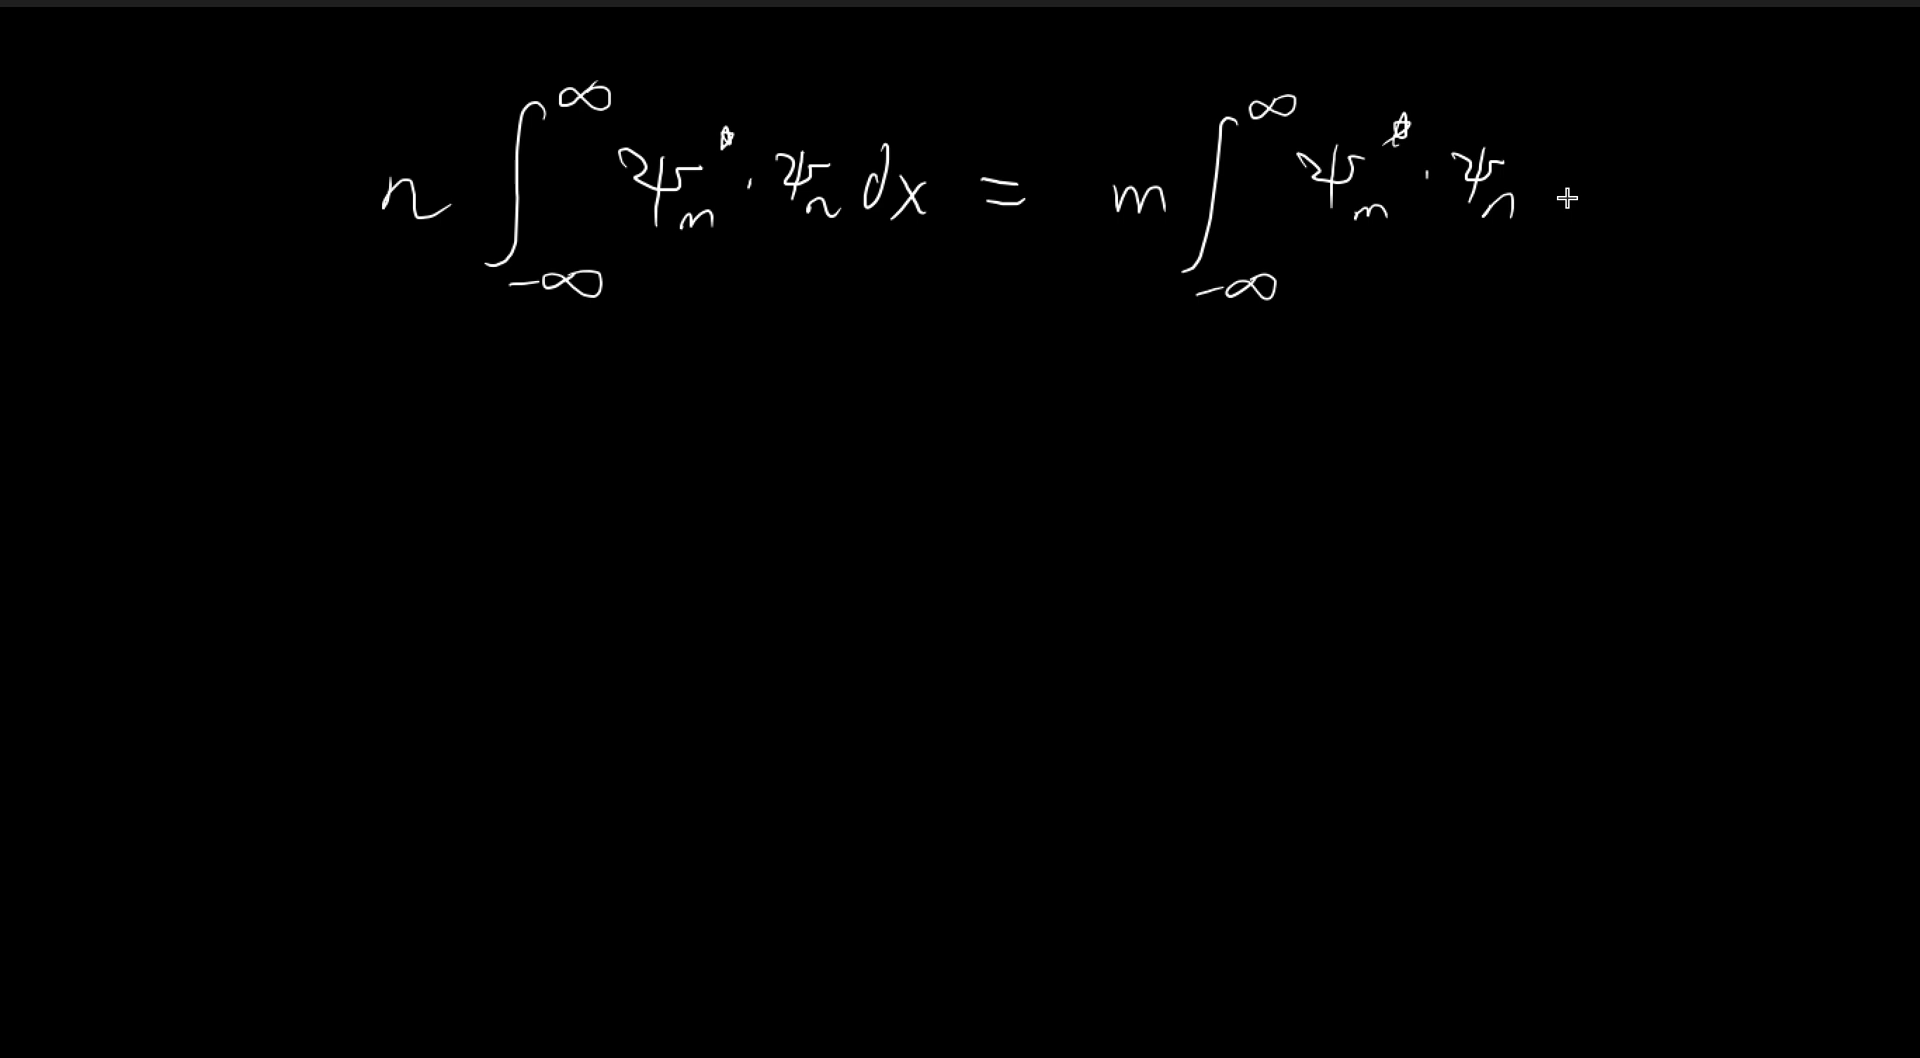 n ∫_{-∞}^{∞} ψ_m^* · ψ_n dx = m ∫_{-∞}^{∞} ψ_m^* · ψ_n